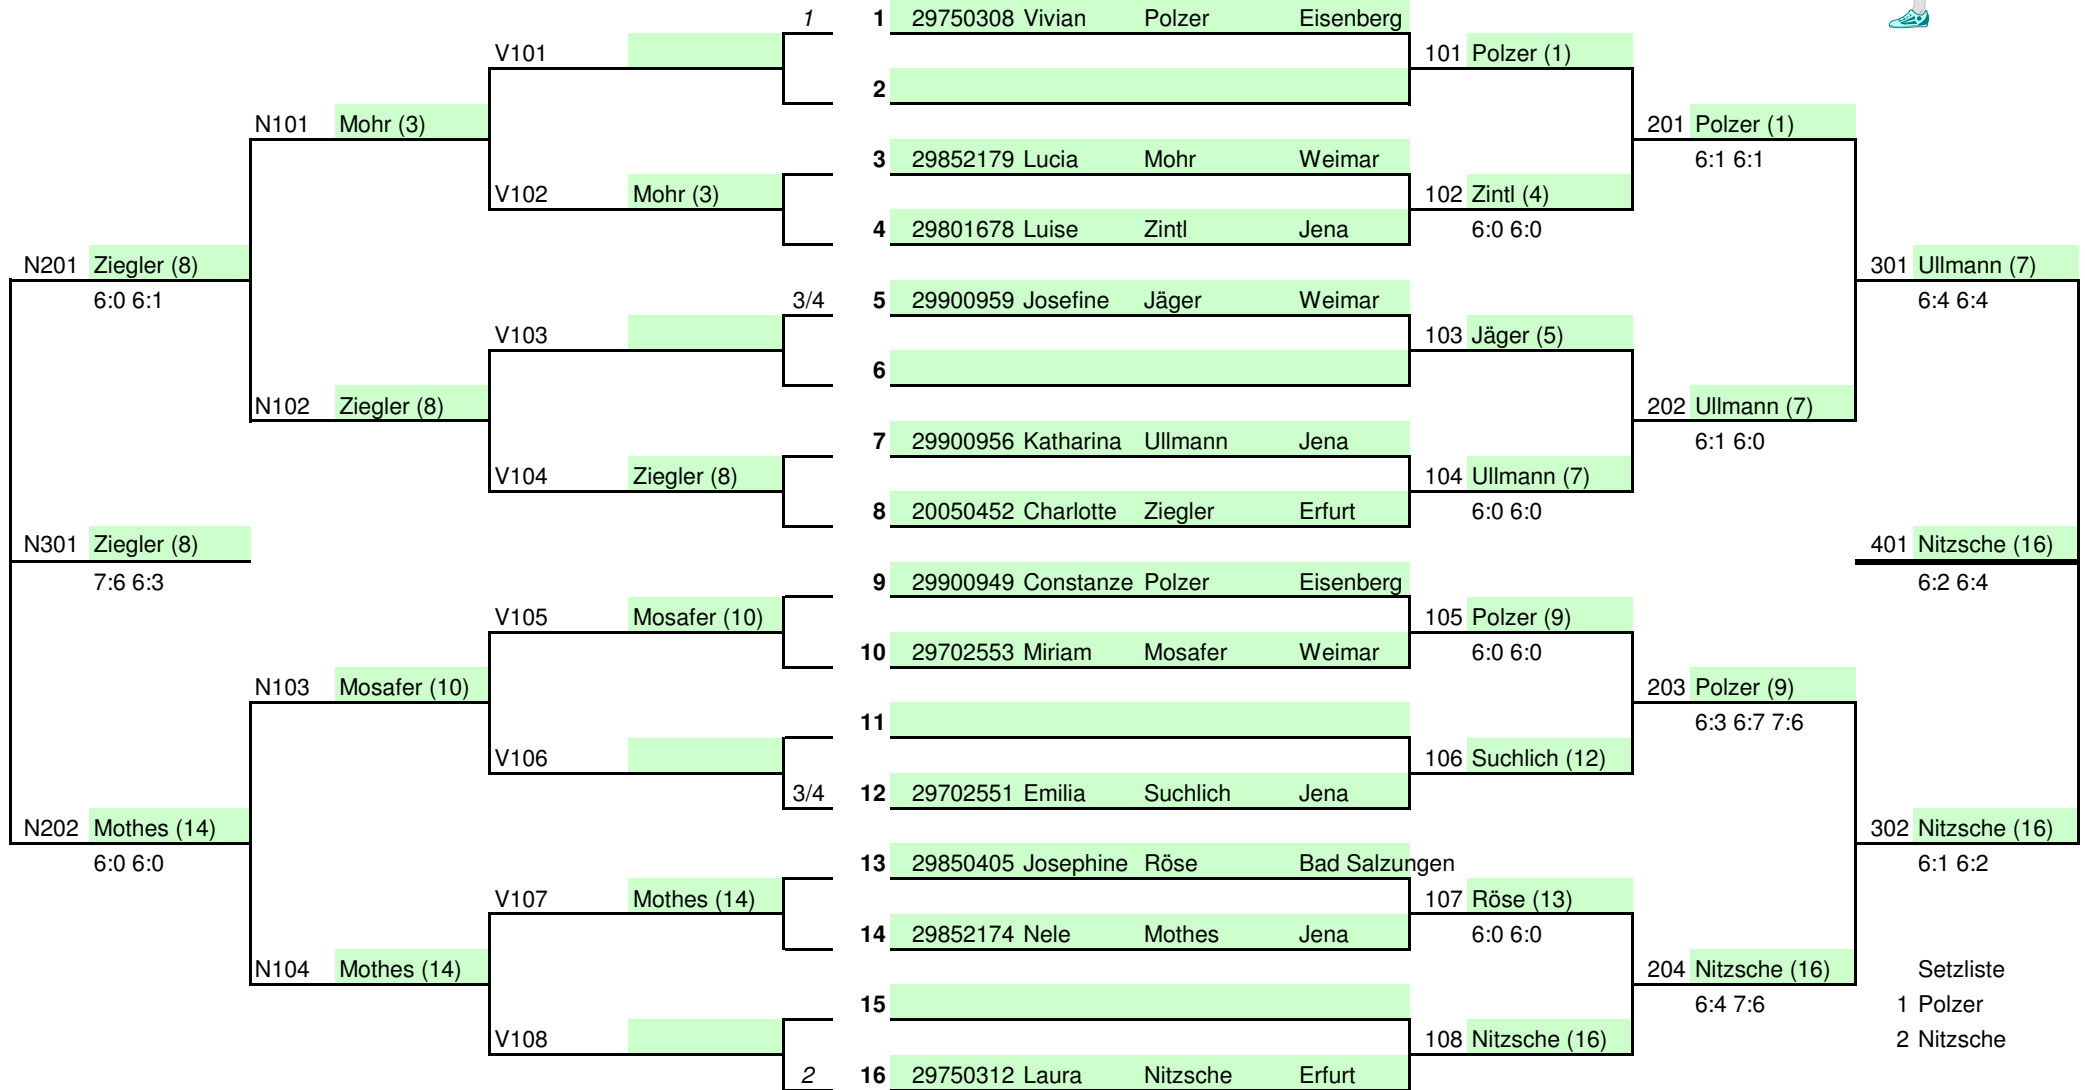 1 1 29750308 Vivian Polzer Eisenberg
V101 101 Polzer (1)
2
N101 Mohr (3) 201 Polzer (1)
3 29852179 Lucia Mohr Weimar 6:1 6:1
V102 Mohr (3) 102 Zintl (4)
4 29801678 Luise Zintl Jena 6:0 6:0
N201 Ziegler (8) 301 Ullmann (7)
6:0 6:1 3/4 5 29900959 Josefine Jäger Weimar 6:4 6:4
V103 103 Jäger (5)
6
N102 Ziegler (8) 202 Ullmann (7)
7 29900956 Katharina Ullmann Jena 6:1 6:0
V104 Ziegler (8) 104 Ullmann (7)
8 20050452 Charlotte Ziegler Erfurt 6:0 6:0
N301 Ziegler (8) 401 Nitzsche (16)
7:6 6:3 9 29900949 Constanze Polzer Eisenberg 6:2 6:4
V105 Mosafer (10) 105 Polzer (9)
10 29702553 Miriam Mosafer Weimar 6:0 6:0
N103 Mosafer (10) 203 Polzer (9)
11 6:3 6:7 7:6
V106 106 Suchlich (12)
3/4 12 29702551 Emilia Suchlich Jena
N202 Mothes (14) 302 Nitzsche (16)
6:0 6:0 13 29850405 Josephine Röse Bad Salzungen 6:1 6:2
V107 Mothes (14) 107 Röse (13)
14 29852174 Nele Mothes Jena 6:0 6:0
N104 Mothes (14) 204 Nitzsche (16) Setzliste
15 6:4 7:6 1 Polzer
V108 108 Nitzsche (16) 2 Nitzsche
2 16 29750312 Laura Nitzsche Erfurt